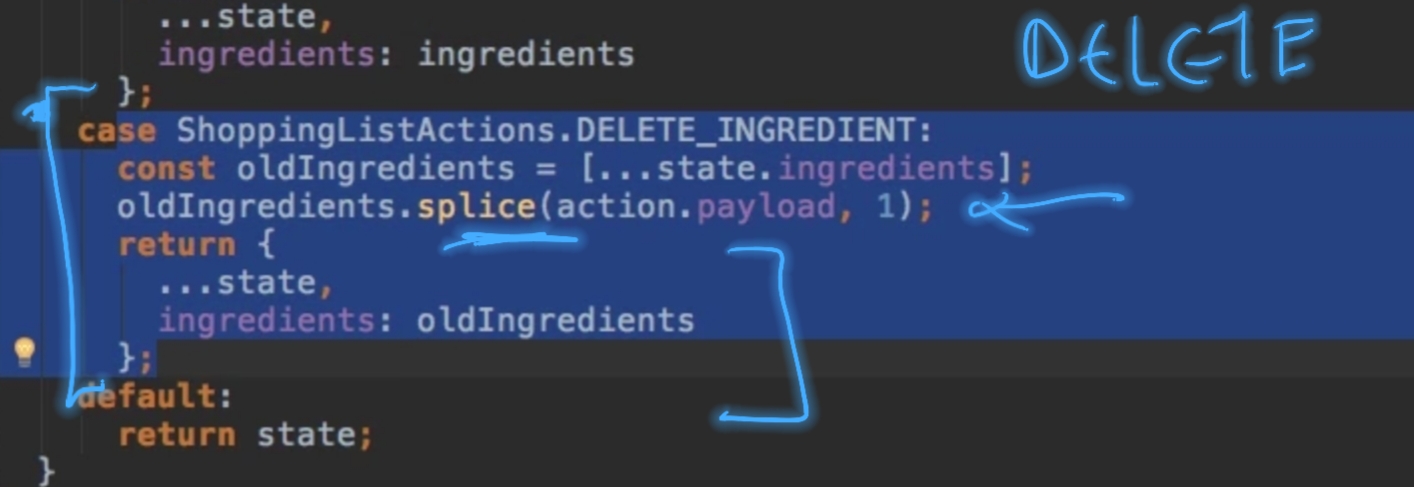 ...state,
ingredients: ingredients
};
DELETE
case ShoppingListActions.DELETE_INGREDIENT:
const oldIngredients = [...state.ingredients];
oldIngredients.splice(action.payload, 1);
return {
...state,
ingredients: oldIngredients
};
default:
return state;
}